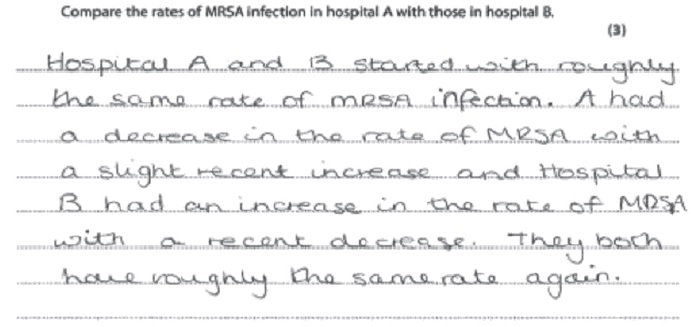 Compare the rates of MRSA infection in hospital A with those in hospital B.
(3)
Hospital A and B started with roughly
the same rate of MRSA infection. A had
a decrease in the rate of MRSA with
a slight recent increase and Hospital
B had an increase in the rate of MRSA
with a recent decrease. They both
have roughly the same rate again.